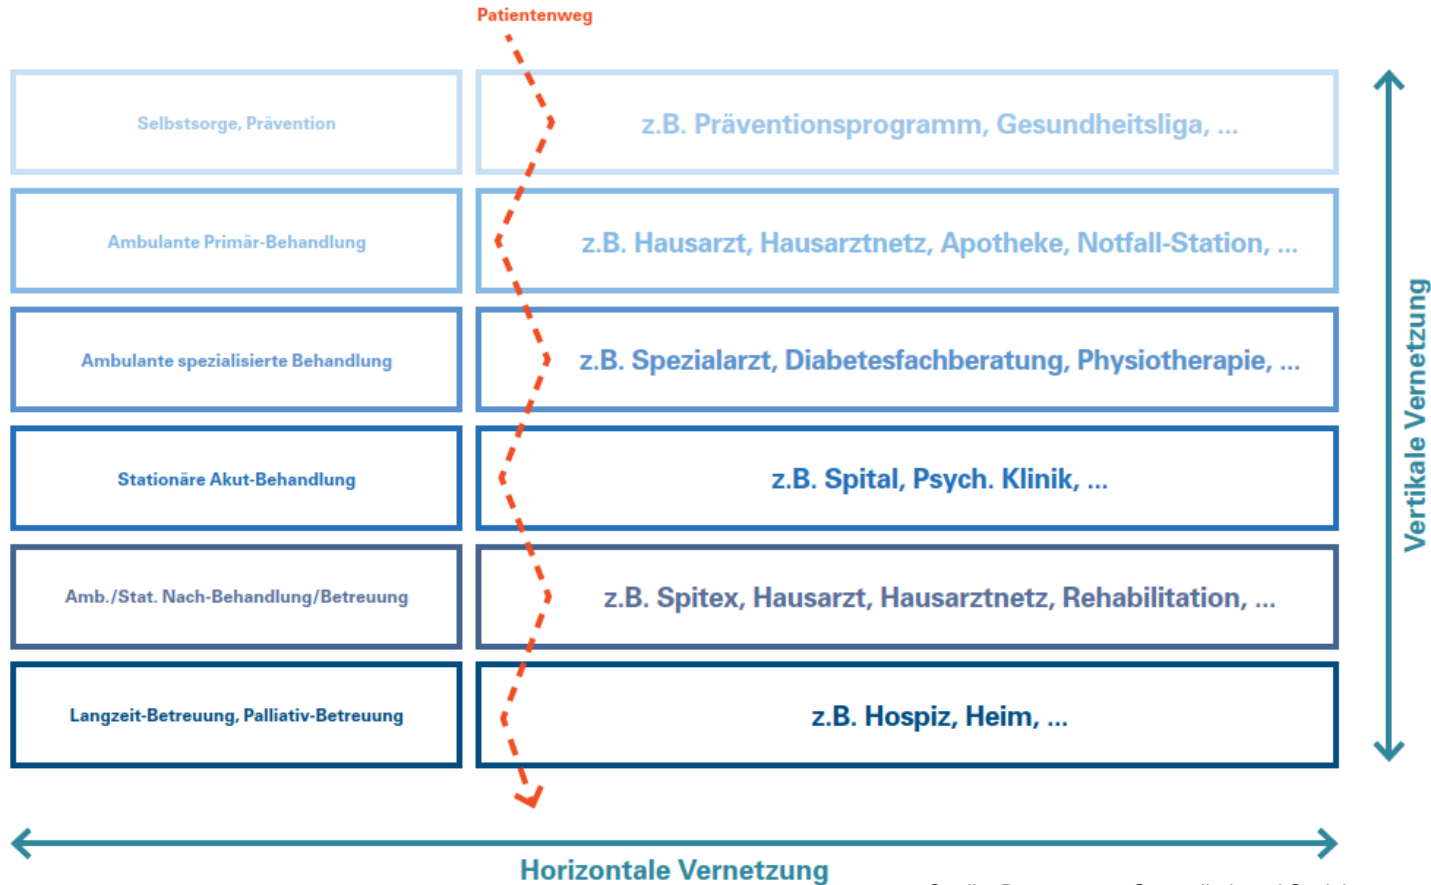 Patientenweg
Selbstsorge, Prävention
z.B. Präventionsprogramm, Gesundheitsliga, ...
Ambulante Primär-Behandlung
z.B. Hausarzt, Hausarztnetz, Apotheke, Notfall-Station, ...
Ambulante spezialisierte Behandlung
z.B. Spezialarzt, Diabetesfachberatung, Physiotherapie, ...
Stationäre Akut-Behandlung
z.B. Spital, Psych. Klinik, ...
Amb./Stat. Nach-Behandlung/Betreuung
z.B. Spitex, Hausarzt, Hausarztnetz, Rehabilitation, ...
Langzeit-Betreuung, Palliativ-Betreuung
z.B. Hospiz, Heim, ...
Vertikale Vernetzung
Horizontale Vernetzung